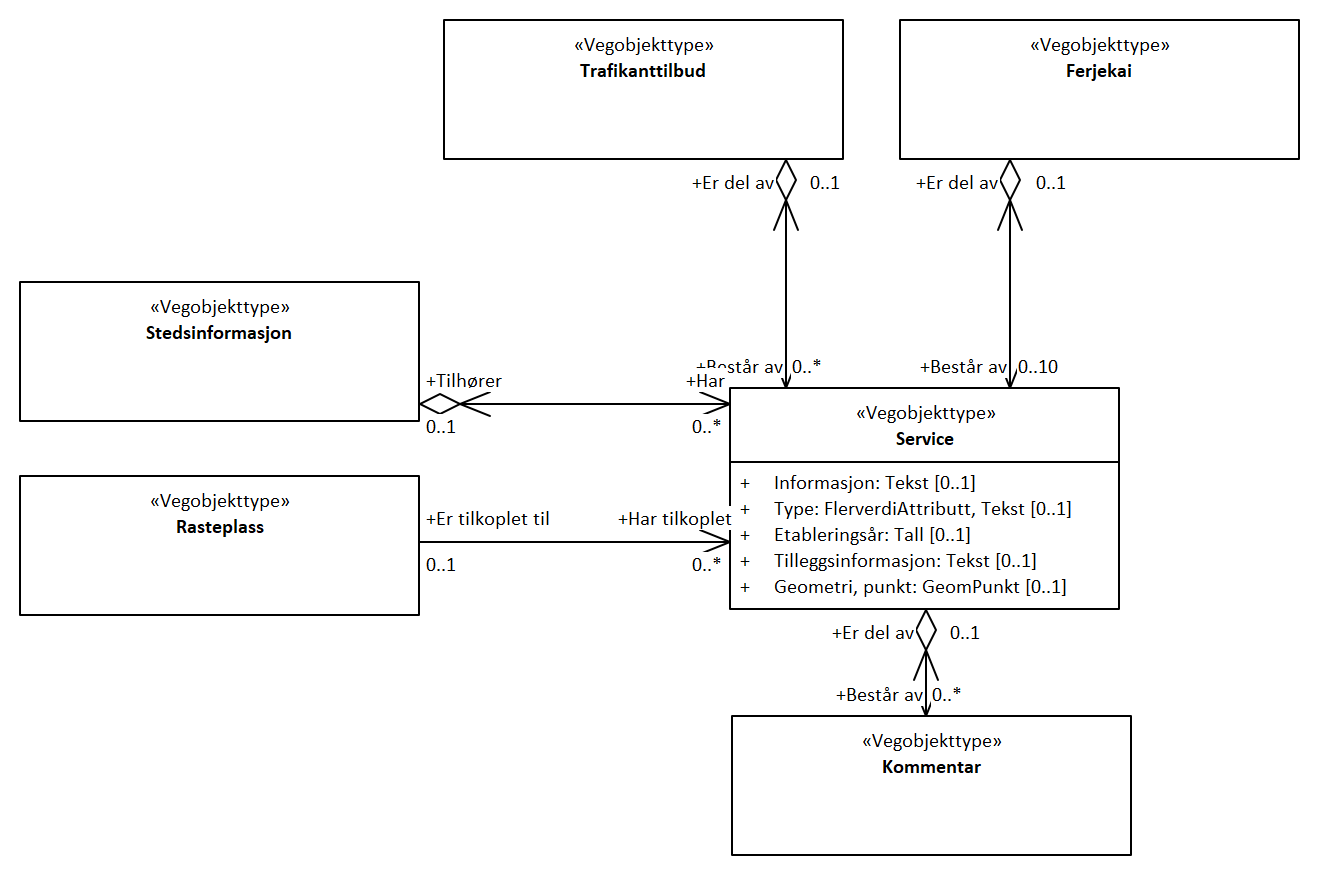 «Vegobjekttype»
Trafikanttilbud
«Vegobjekttype»
Ferjekai
+Er del av 0..1
+Er del av 0..1
«Vegobjekttype»
Stedsinformasjon
+Består av 0..*
+Består av 0..10
+Tilhører
+Har
0..1
0..*
«Vegobjekttype»
Service
+ Informasjon: Tekst [0..1]
+ Type: FlerverdiAttributt, Tekst [0..1]
+ Etableringsår: Tall [0..1]
+ Tilleggsinformasjon: Tekst [0..1]
+ Geometri, punkt: GeomPunkt [0..1]
«Vegobjekttype»
Rasteplass
+Er tilkoplet til
+Har tilkoplet
0..1
0..*
+Er del av 0..1
+Består av 0..*
«Vegobjekttype»
Kommentar